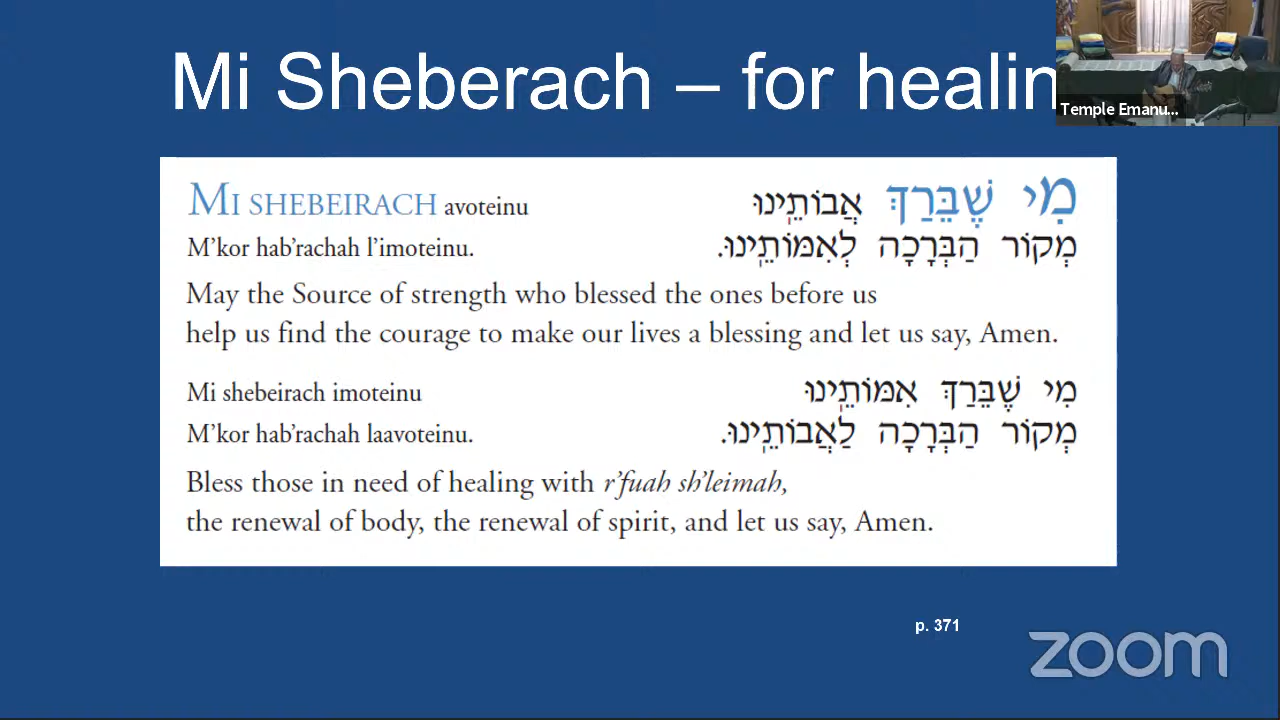 Mi Sheberach – for healin
Temple Emanu...
MI SHEBEIRACH avoteinu
מִי שֶׁבֵּרַךְ אֲבוֹתֵֽינוּ
M’kor hab’rachah l’imoteinu.
מְקוֹר הַבְּרָכָה לְאִמּוֹתֵֽינוּ.
May the Source of strength who blessed the ones before us
help us find the courage to make our lives a blessing and let us say, Amen.
Mi shebeirach imoteinu
מִי שֶׁבֵּרַךְ אִמּוֹתֵֽינוּ
M’kor hab’rachah laavoteinu.
מְקוֹר הַבְּרָכָה לַאֲבוֹתֵֽינוּ.
Bless those in need of healing with r’fuah sh’leimah,
the renewal of body, the renewal of spirit, and let us say, Amen.
p. 371
zoom